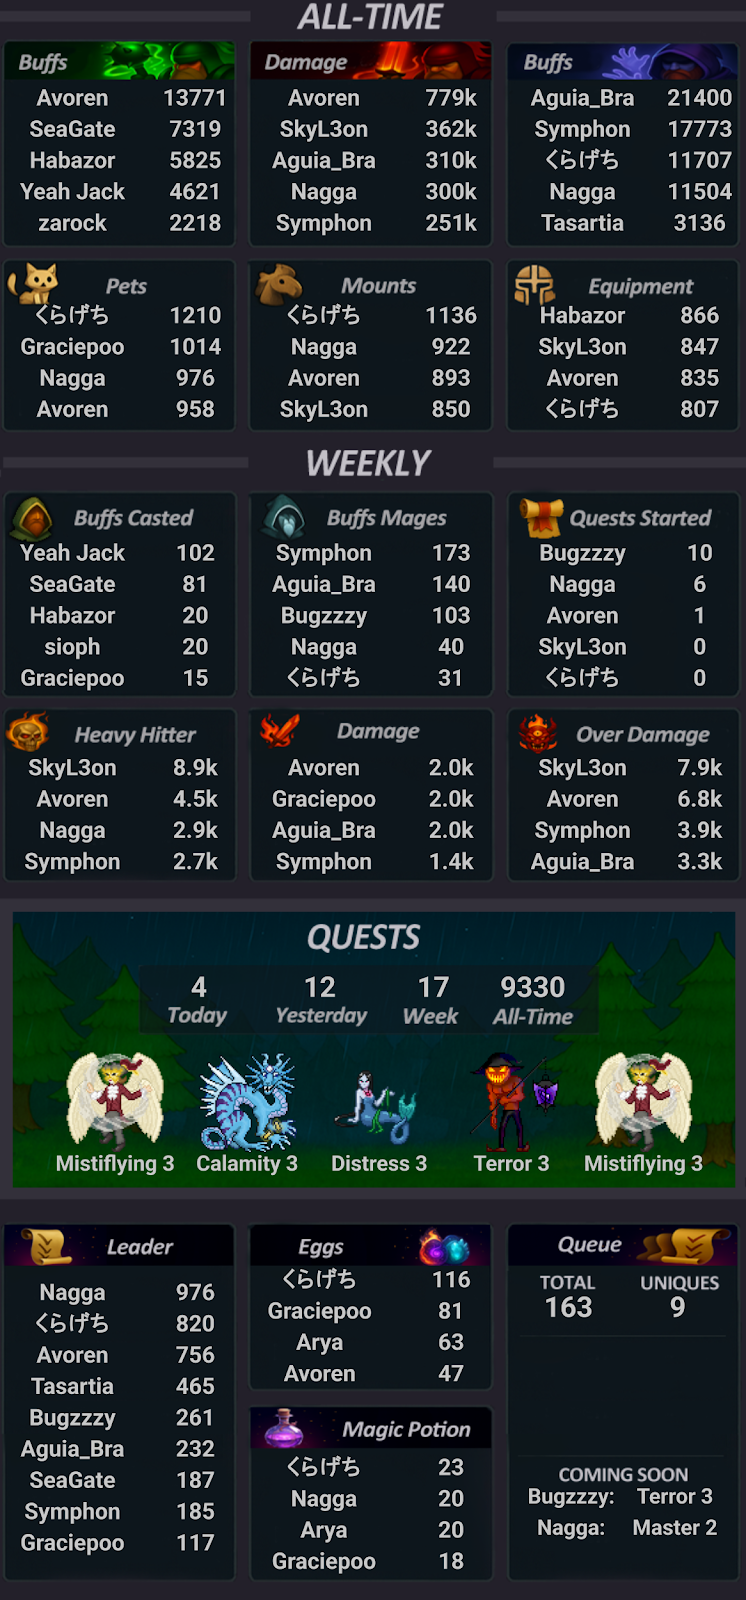 ALL-TIME
Buffs
Avoren 13771
SeaGate 7319
Habazor 5825
Yeah Jack 4621
zarock 2218
Damage
Avoren 779k
SkyL3on 362k
Aguia_Bra 310k
Nagga 300k
Symphon 251k
Buffs
Aguia_Bra 21400
Symphon 17773
くらげち 11707
Nagga 11504
Tasartia 3136
Pets
くらげち 1210
Graciepoo 1014
Nagga 976
Avoren 958
Mounts
くらげち 1136
Nagga 922
Avoren 893
SkyL3on 850
Equipment
Habazor 866
SkyL3on 847
Avoren 835
くらげち 807
WEEKLY
Buffs Casted
Yeah Jack 102
SeaGate 81
Habazor 20
sioph 20
Graciepoo 15
Buffs Mages
Symphon 173
Aguia_Bra 140
Bugzzzy 103
Nagga 40
くらげち 31
Quests Started
Bugzzzy 10
Nagga 6
Avoren 1
SkyL3on 0
くらげち 0
Heavy Hitter
SkyL3on 8.9k
Avoren 4.5k
Nagga 2.9k
Symphon 2.7k
Damage
Avoren 2.0k
Graciepoo 2.0k
Aguia_Bra 2.0k
Symphon 1.4k
Over Damage
SkyL3on 7.9k
Avoren 6.8k
Symphon 3.9k
Aguia_Bra 3.3k
QUESTS
4 12 17 9330
Today Yesterday Week All-Time
Mistiflying 3 Calamity 3 Distress 3 Terror 3 Mistiflying 3
Leader
Nagga 976
くらげち 820
Avoren 756
Tasartia 465
Bugzzzy 261
Aguia_Bra 232
SeaGate 187
Symphon 185
Graciepoo 117
Eggs
くらげち 116
Graciepoo 81
Arya 63
Avoren 47
Magic Potion
くらげち 23
Nagga 20
Arya 20
Graciepoo 18
Queue
TOTAL UNIQUES
163 9
COMING SOON
Bugzzzy: Terror 3
Nagga: Master 2